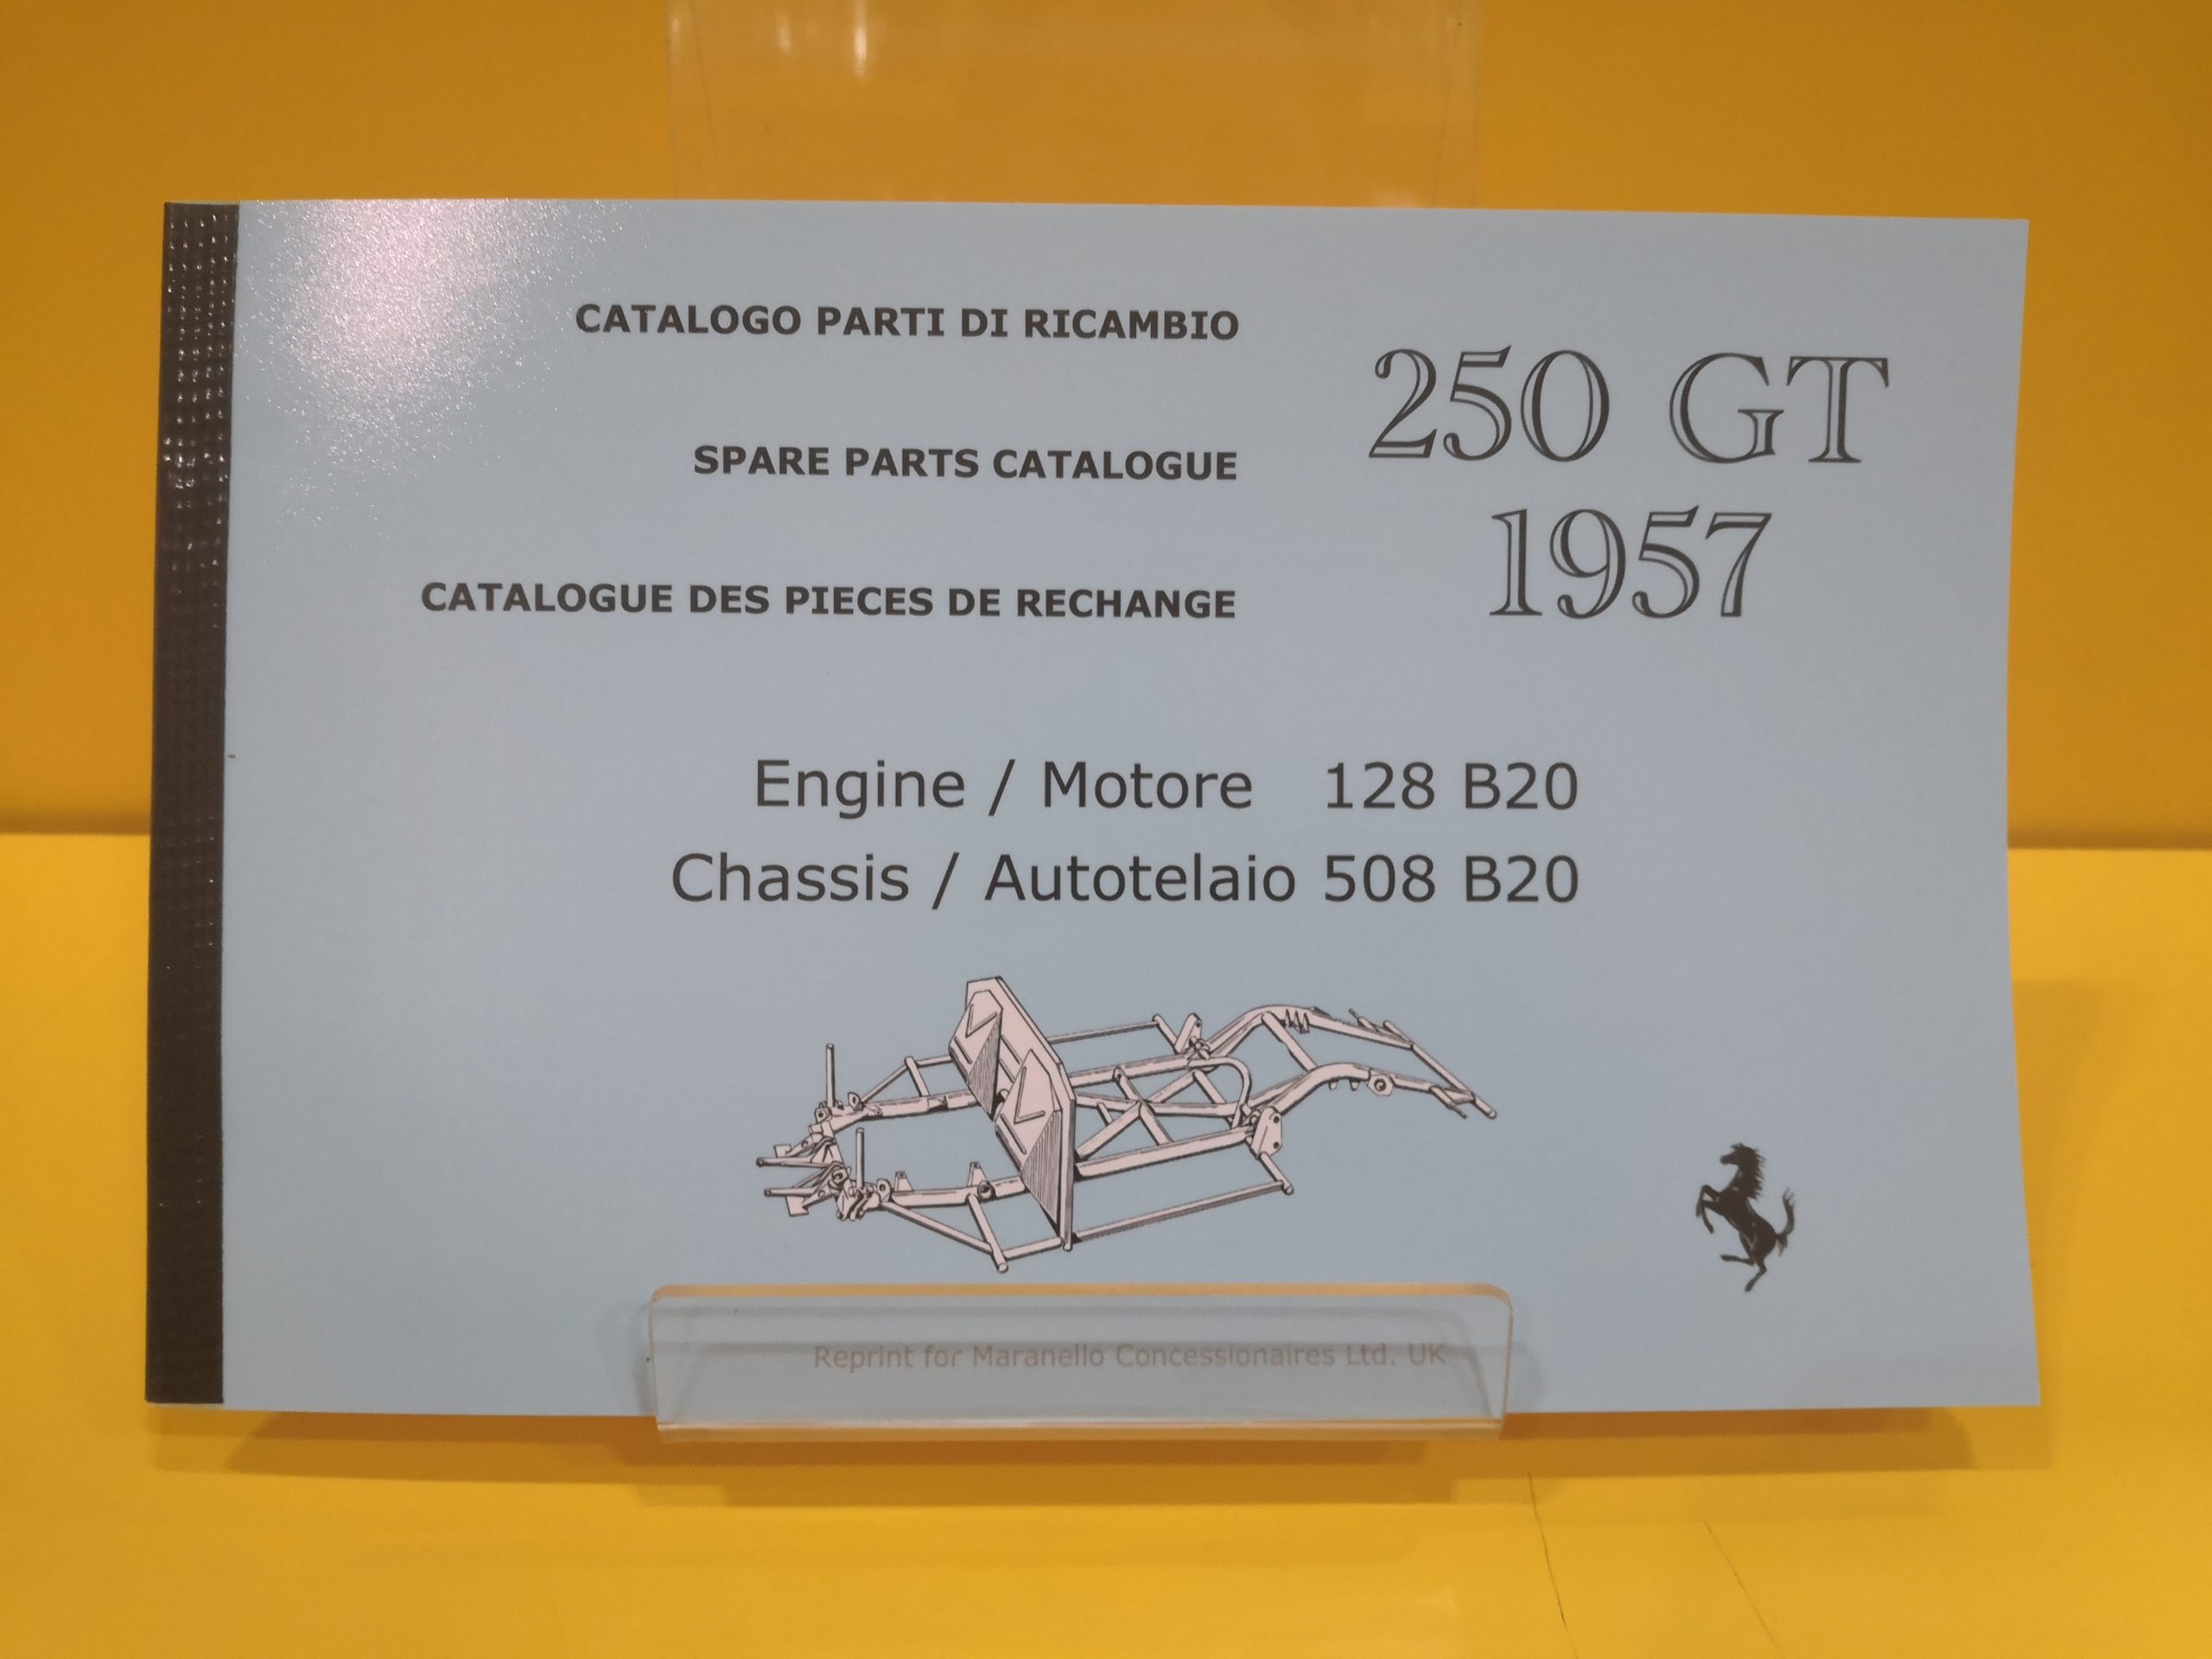 CATALOGO PARTI DI RICAMBIO
SPARE PARTS CATALOGUE
CATALOGUE DES PIECES DE RECHANGE
250 GT
1957
Engine / Motore 128 B20
Chassis / Autotelaio 508 B20
Reprint for Maranello Concessionaires Ltd. UK